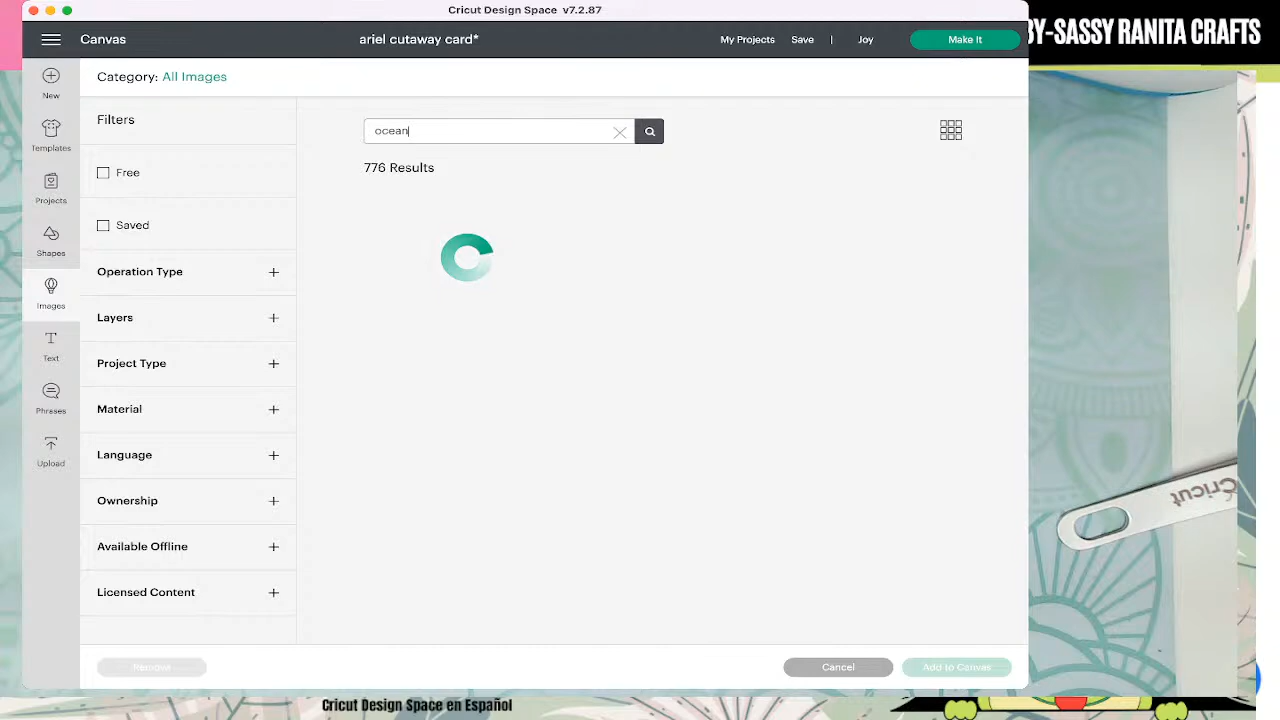 Cricut Design Space v7.2.87
BY-SASSY RANITA CRAFTS
Canvas
ariel cutaway card*
My Projects
Save
|
Joy
Make It
New
Templates
Projects
Shapes
Images
Text
Phrases
Upload
Category: All Images
Filters
Free
Saved
Operation Type +
Layers +
Project Type +
Material +
Language +
Ownership +
Available Offline +
Licensed Content +
ocean
776 Results
Cricut
Remove
Cancel
Add to Canvas
Cricut Design Space en Español